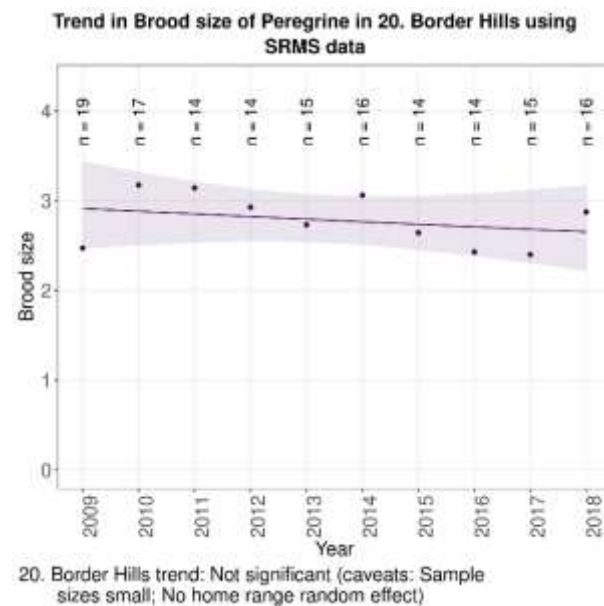 Trend in Brood size of Peregrine in 20. Border Hills using
SRMS data
n = 19
n = 17
n = 14
n = 14
n = 15
n = 16
n = 14
n = 14
n = 15
n = 16
4
3
2
1
0
Brood size
2009
2010
2011
2012
2013
2014
2015
2016
2017
2018
Year
20. Border Hills trend: Not significant (caveats: Sample
sizes small; No home range random effect)